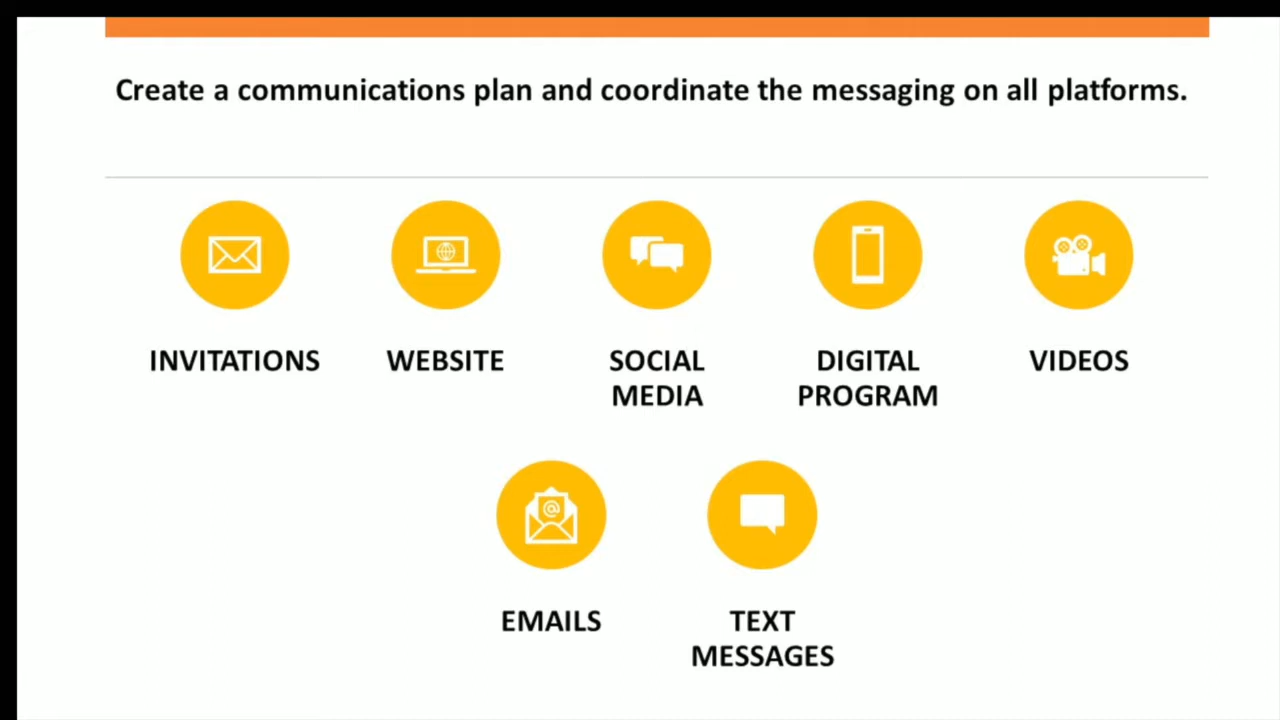 Create a communications plan and coordinate the messaging on all platforms.
INVITATIONS
WEBSITE
SOCIAL
MEDIA
DIGITAL
PROGRAM
VIDEOS
@
EMAILS
TEXT
MESSAGES